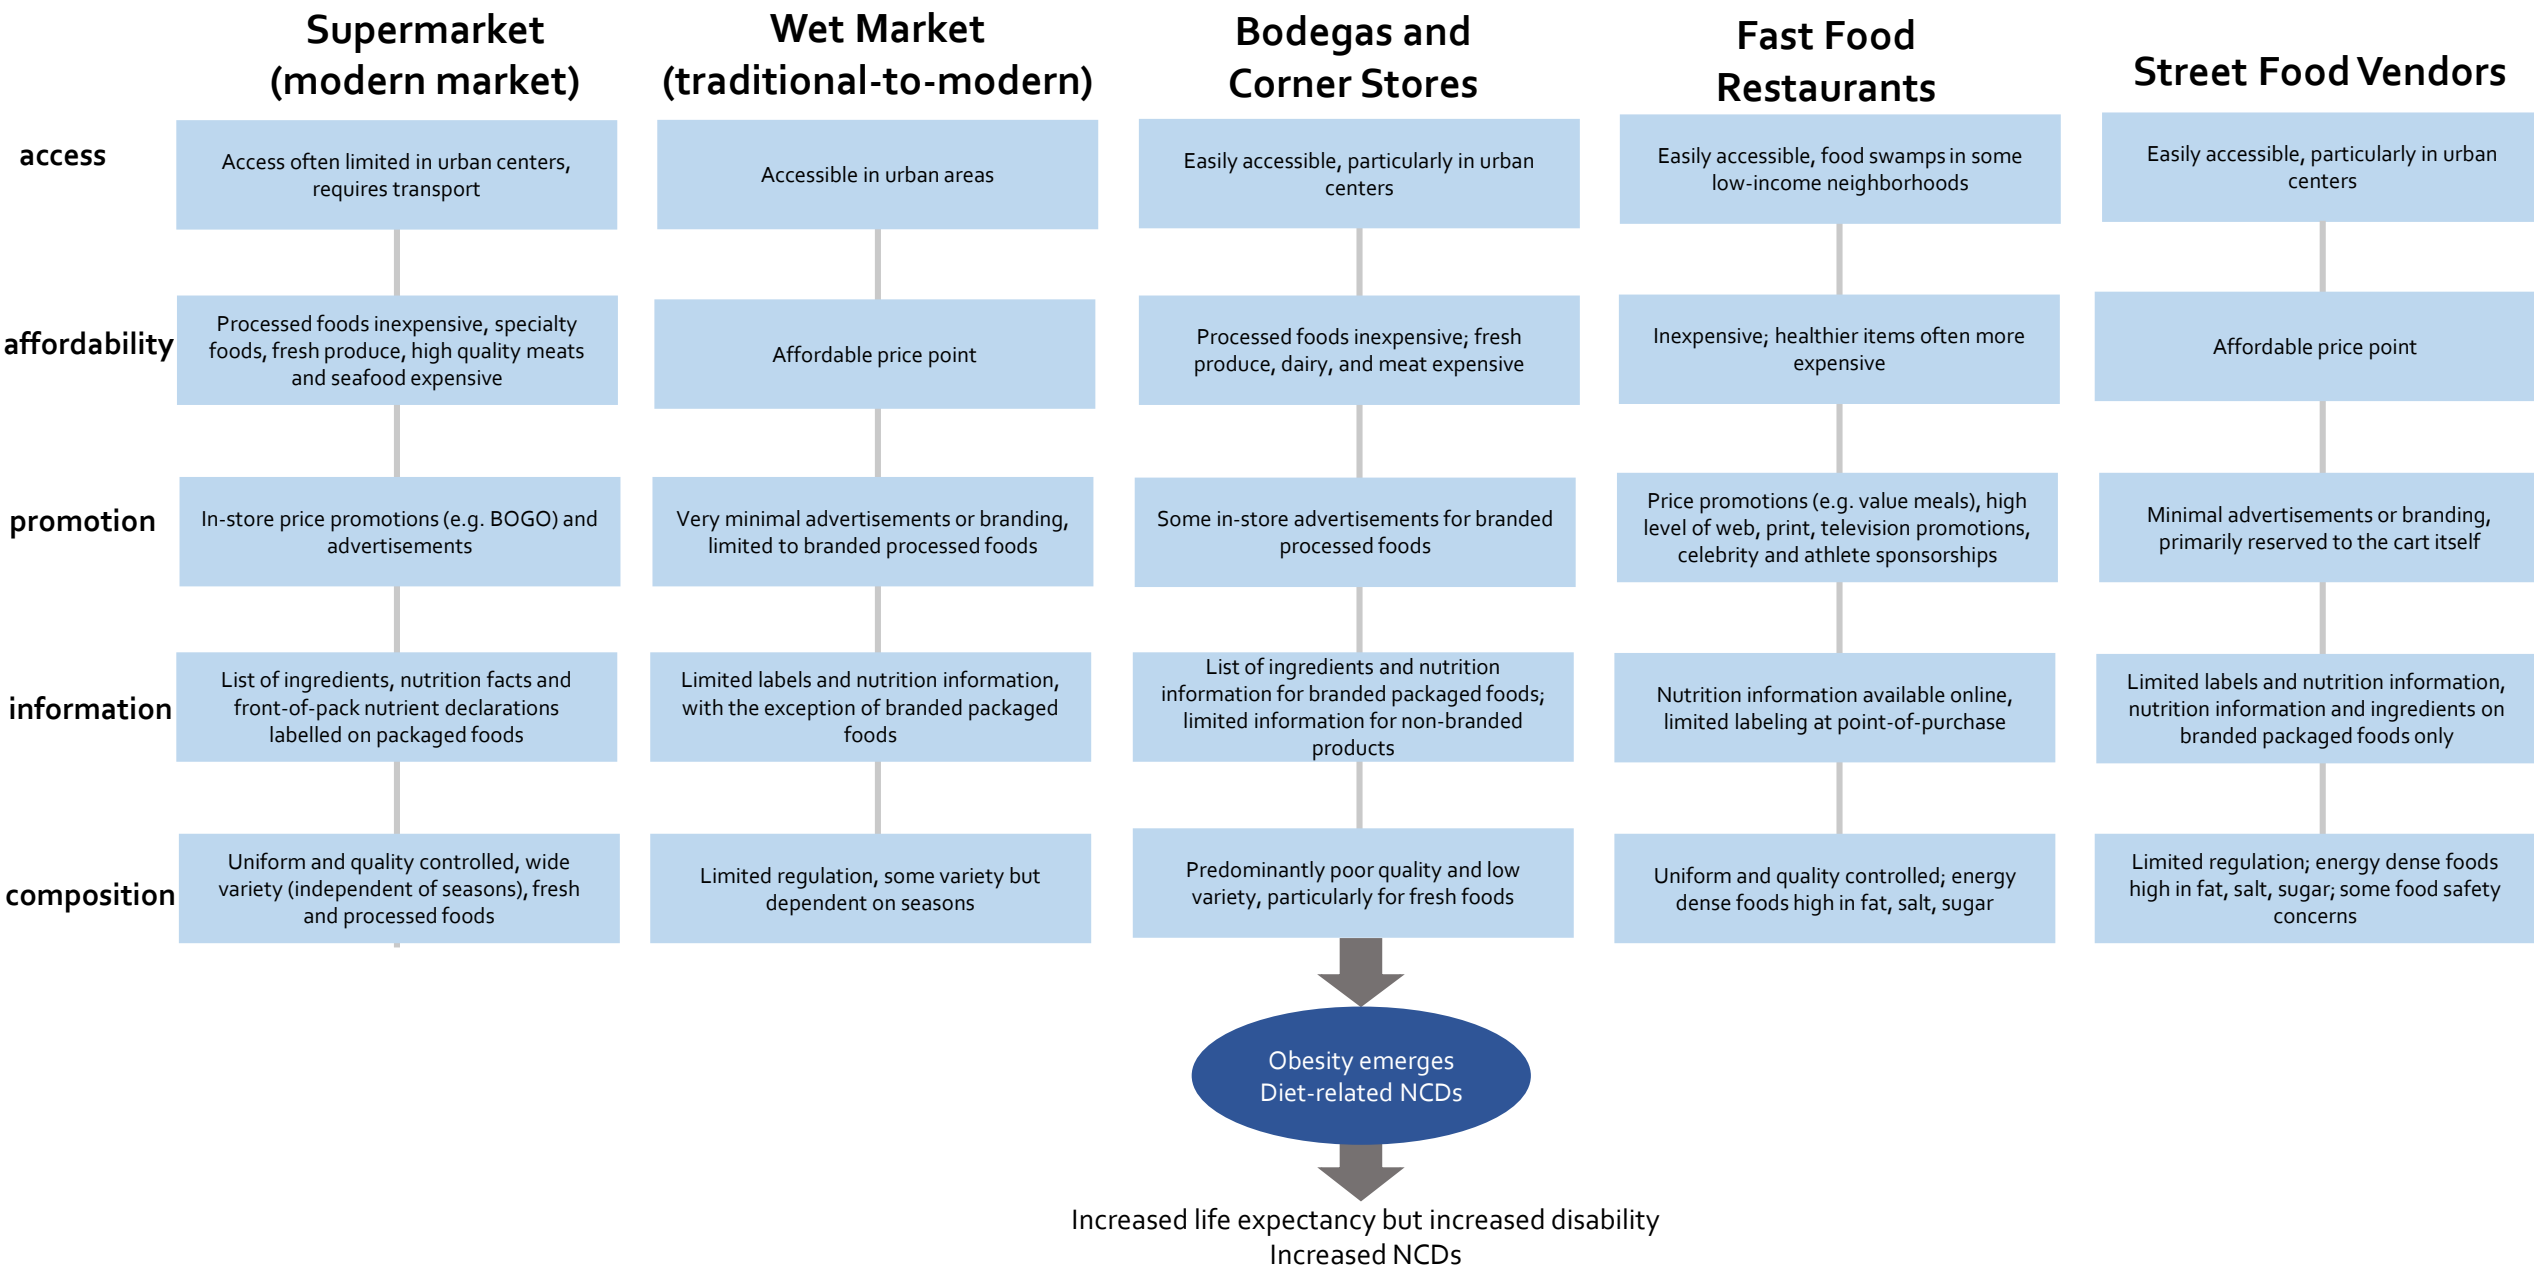 Supermarket
(modern market)
Wet Market
(traditional-to-modern)
Bodegas and
Corner Stores
Fast Food
Restaurants
Street Food Vendors
access
Access often limited in urban centers,
requires transport
Accessible in urban areas
Easily accessible, particularly in urban
centers
Easily accessible, food swamps in some
low-income neighborhoods
Easily accessible, particularly in urban
centers
affordability
Processed foods inexpensive, specialty
foods, fresh produce, high quality meats
and seafood expensive
Affordable price point
Processed foods inexpensive; fresh
produce, dairy, and meat expensive
Inexpensive; healthier items often more
expensive
Affordable price point
promotion
In-store price promotions (e.g. BOGO) and
advertisements
Very minimal advertisements or branding,
limited to branded processed foods
Some in-store advertisements for branded
processed foods
Price promotions (e.g. value meals), high
level of web, print, television promotions,
celebrity and athlete sponsorships
Minimal advertisements or branding,
primarily reserved to the cart itself
information
List of ingredients, nutrition facts and
front-of-pack nutrient declarations
labelled on packaged foods
Limited labels and nutrition information,
with the exception of branded packaged
foods
List of ingredients and nutrition
information for branded packaged foods;
limited information for non-branded
products
Nutrition information available online,
limited labeling at point-of-purchase
Limited labels and nutrition information,
nutrition information and ingredients on
branded packaged foods only
composition
Uniform and quality controlled, wide
variety (independent of seasons), fresh
and processed foods
Limited regulation, some variety but
dependent on seasons
Predominantly poor quality and low
variety, particularly for fresh foods
Uniform and quality controlled; energy
dense foods high in fat, salt, sugar
Limited regulation; energy dense foods
high in fat, salt, sugar; some food safety
concerns
Obesity emerges
Diet-related NCDs
Increased life expectancy but increased disability
Increased NCDs